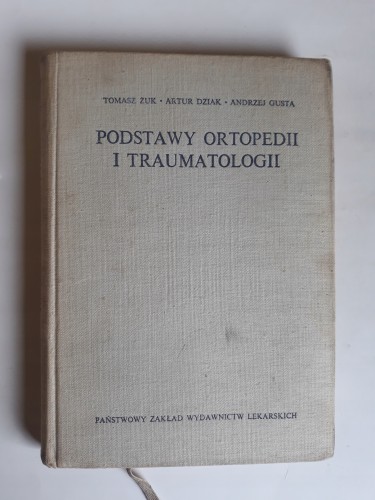 TOMASZ ŻUK • ARTUR DZIAK • ANDRZEJ GUSTA
PODSTAWY ORTOPEDII
I TRAUMATOLOGII
PAŃSTWOWY ZAKŁAD WYDAWNICTW LEKARSKICH